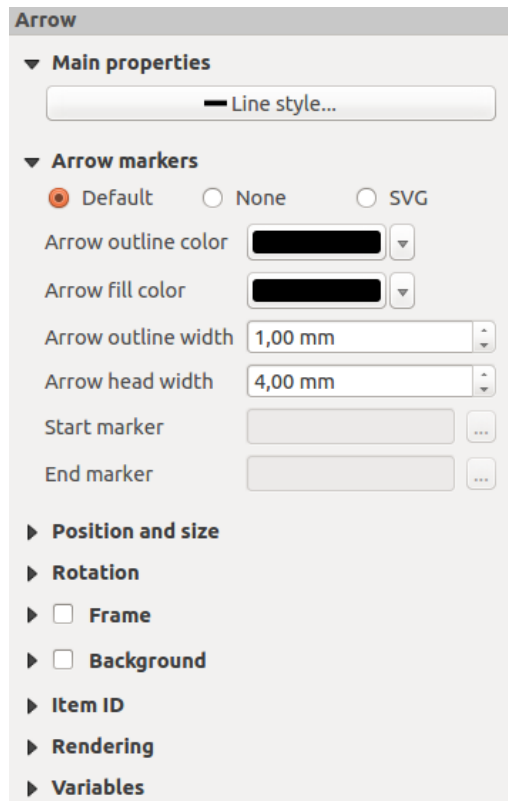 Arrow
Main properties
Line style...
Arrow markers
Default None SVG
Arrow outline color
Arrow fill color
Arrow outline width 1,00 mm
Arrow head width 4,00 mm
Start marker ...
End marker ...
Position and size
Rotation
Frame
Background
Item ID
Rendering
Variables